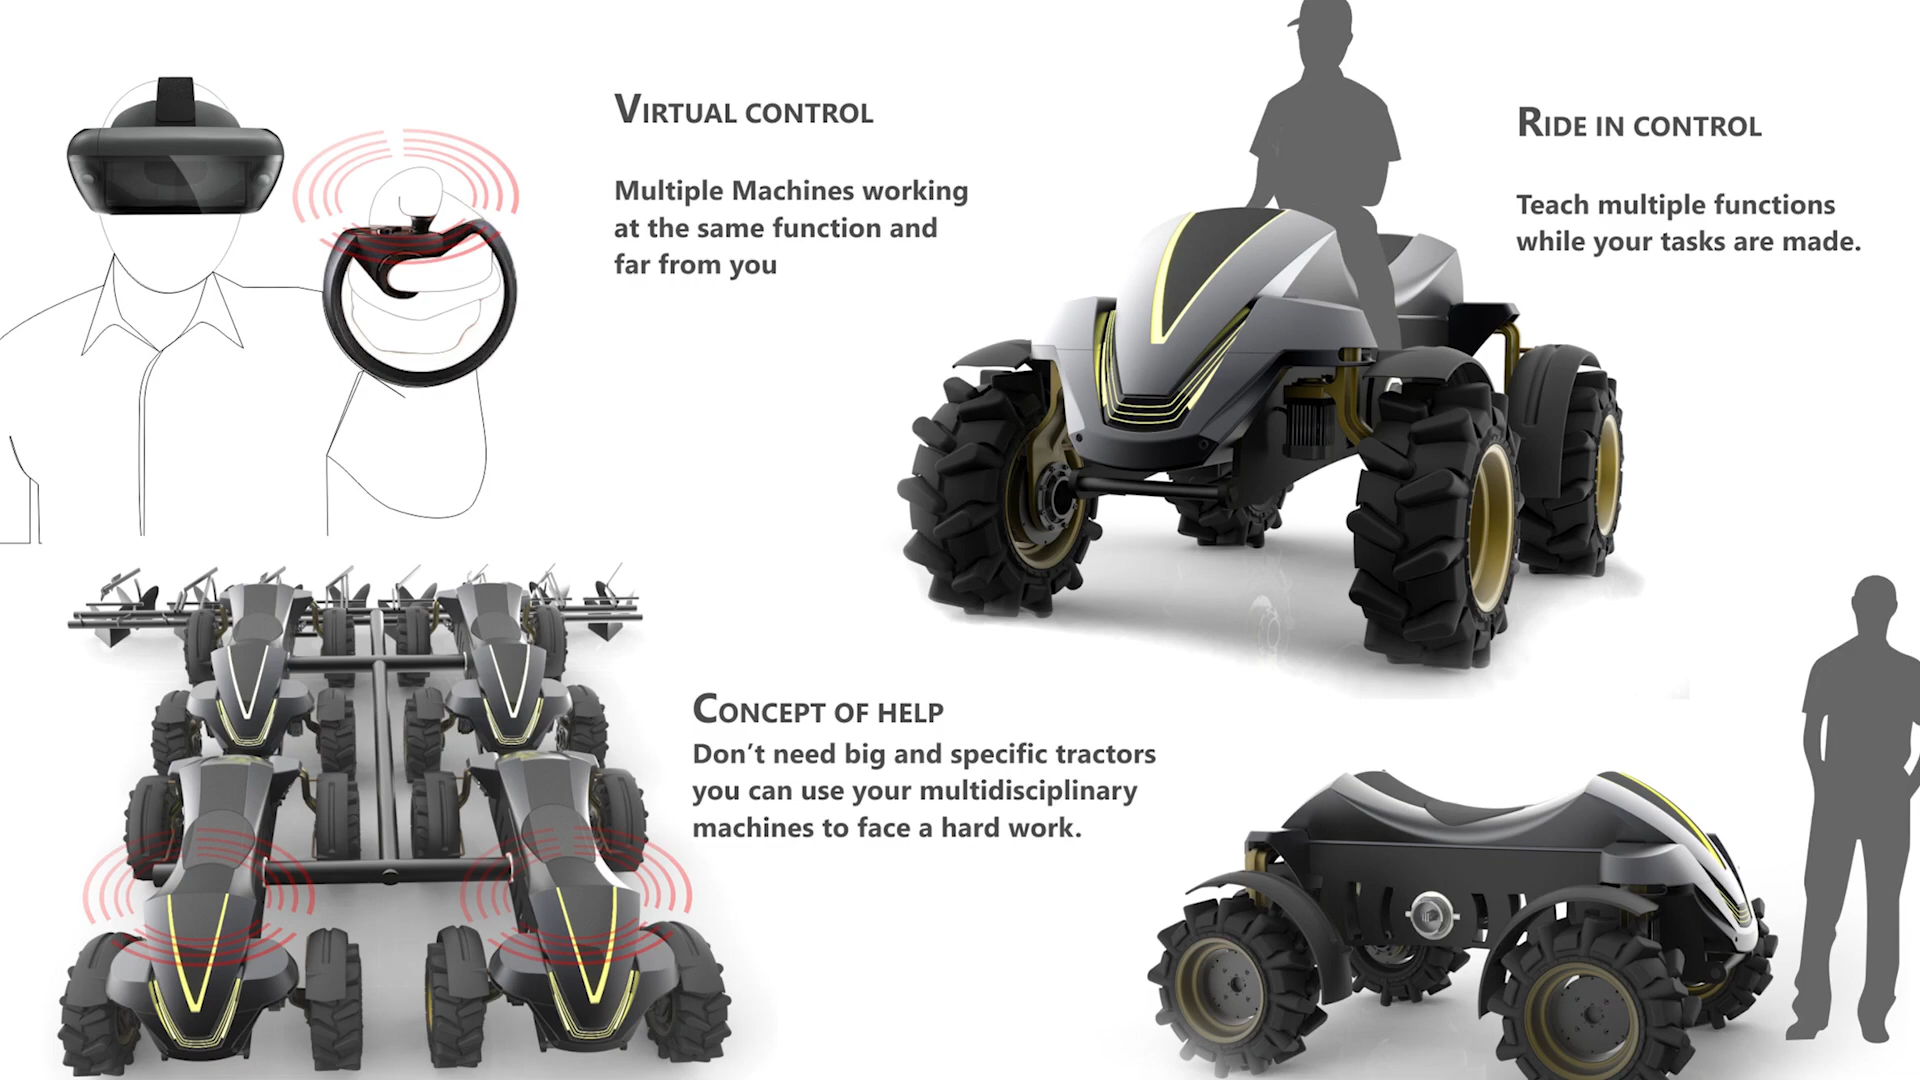 VIRTUAL CONTROL
Multiple Machines working
at the same function and
far from you
RIDE IN CONTROL
Teach multiple functions
while your tasks are made.
CONCEPT OF HELP
Don’t need big and specific tractors
you can use your multidisciplinary
machines to face a hard work.